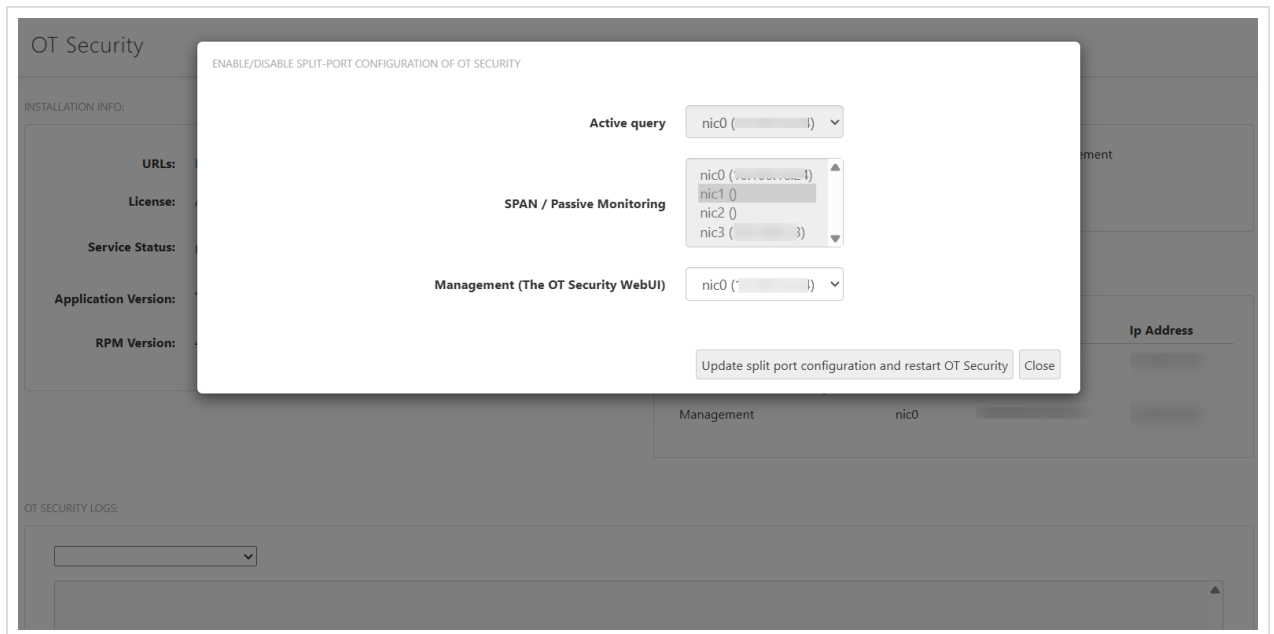 OT Security
ENABLE/DISABLE SPLIT-PORT CONFIGURATION OF OT SECURITY
INSTALLATION INFO:
Active query nic0 ( )
URLs:
License:
Service Status:
Application Version:
RPM Version:
SPAN / Passive Monitoring
nic0 ( )
nic1 ()
nic2 ()
nic3 ( 3)
Management (The OT Security WebUI) nic0 ( )
Update split port configuration and restart OT Security Close
Ip Address
Management nic0
OT SECURITY LOGS: